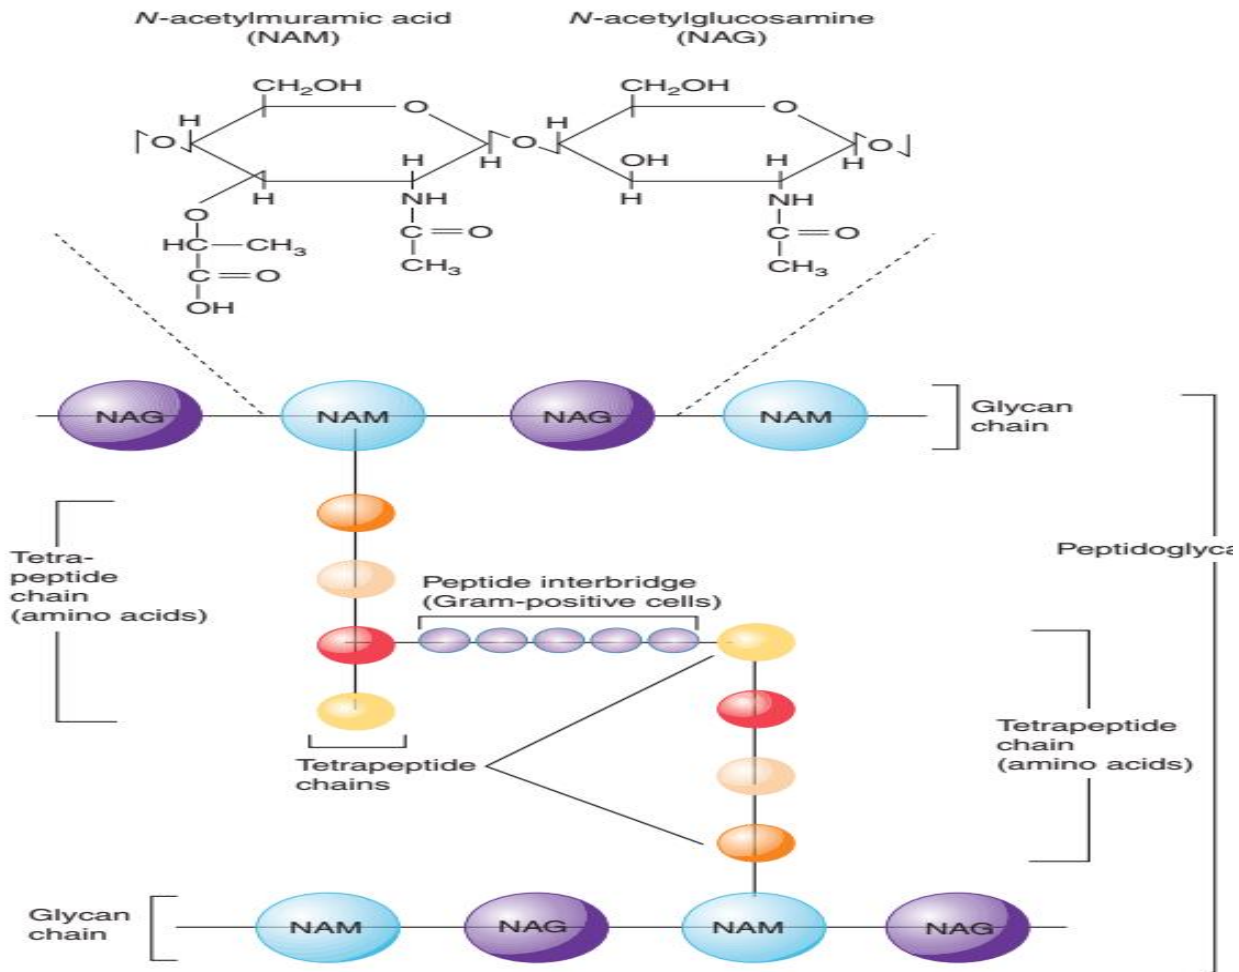 N-acetylmuramic acid
(NAM)
N-acetylglucosamine
(NAG)
CH₂OH
O
H
O
H
H
NH
H
O
HC—CH₃
C=O
OH
C=O
CH₃
O
CH₂OH
O
H
OH
H
H
NH
H
O
C=O
CH₃
NAG
NAM
NAG
NAM
Glycan
chain
Tetra-
peptide
chain
(amino acids)
Peptidoglyca
Peptide interbridge
(Gram-positive cells)
Tetrapeptide
chains
Tetrapeptide
chain
(amino acids)
Glycan
chain
NAM
NAG
NAM
NAG